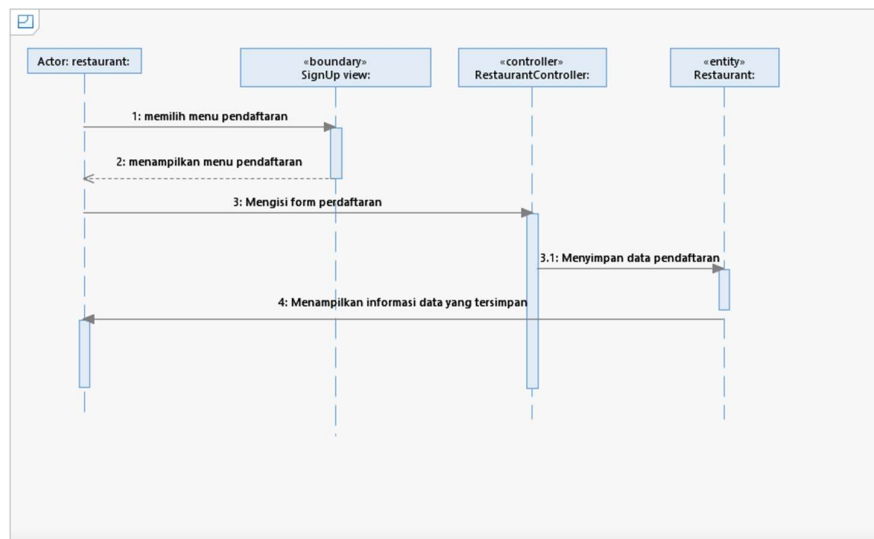 Actor: restaurant:
«boundary»
SignUp view:
«controller»
RestaurantController:
«entity»
Restaurant:
1: memilih menu pendaftaran
2: menampilkan menu pendaftaran
3: Mengisi form perdaftaran
3.1: Menyimpan data pendaftaran
4: Menampilkan informasi data yang tersimpan